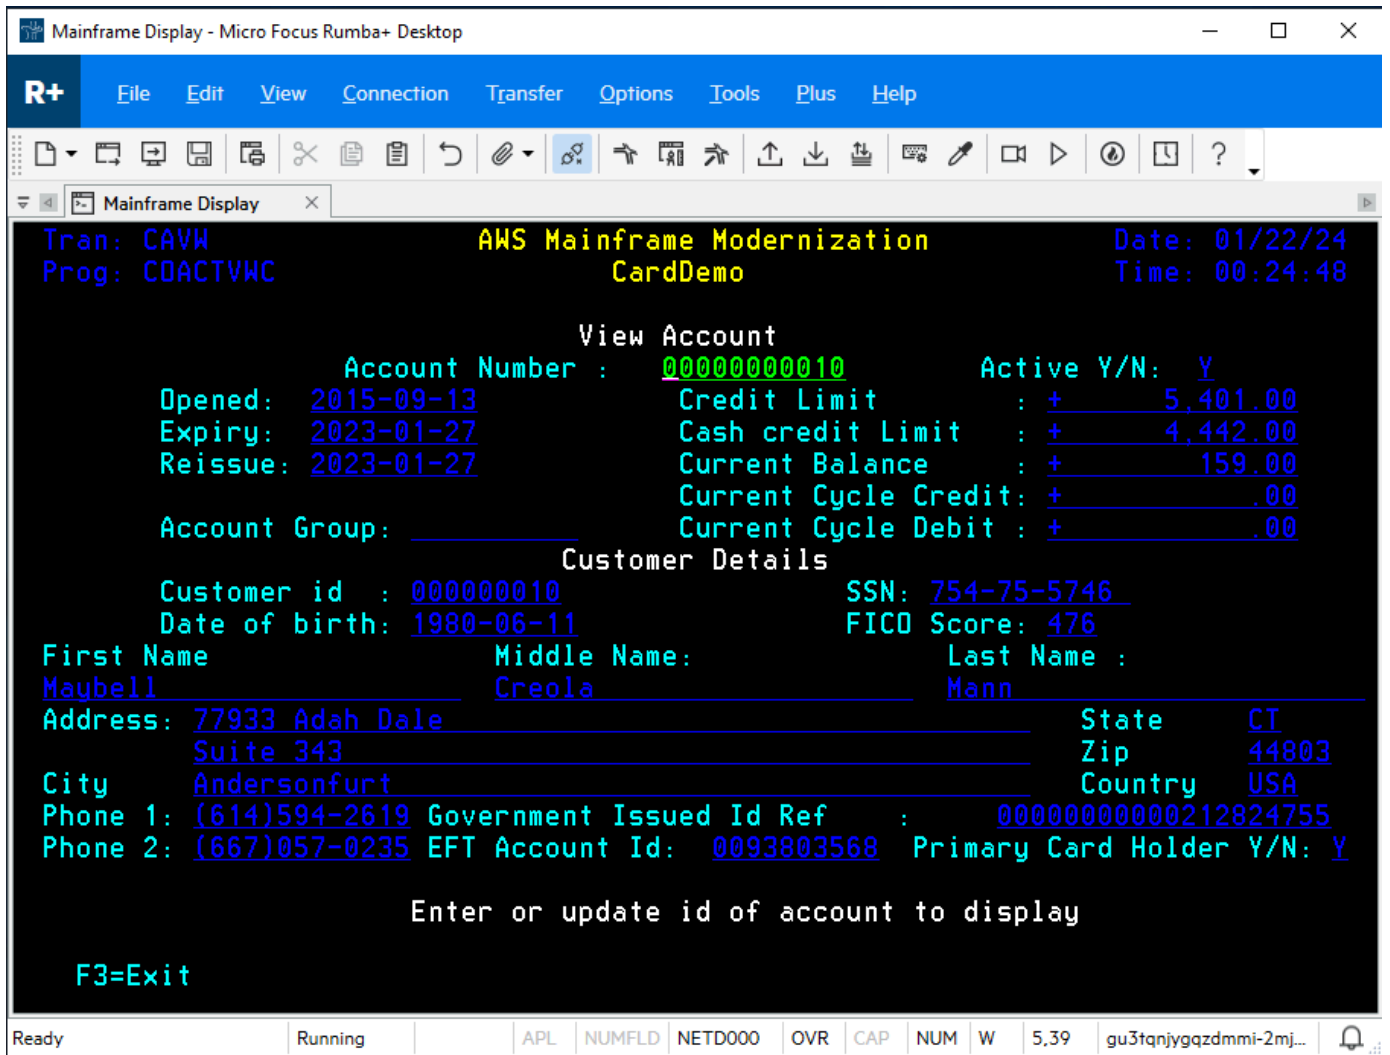 Mainframe Display - Micro Focus Rumba+ Desktop
R+ File Edit View Connection Transfer Options Tools Plus Help
Mainframe Display
Tran: CAVW AWS Mainframe Modernization Date: 01/22/24
Prog: COACTVWC CardDemo Time: 00:24:48
View Account
Account Number : 00000000010 Active Y/N: Y
Opened: 2015-09-13 Credit Limit : + 5,401.00
Expiry: 2023-01-27 Cash credit Limit : + 4,442.00
Reissue: 2023-01-27 Current Balance : + 159.00
Current Cycle Credit: + .00
Account Group: Current Cycle Debit : + .00
Customer Details
Customer id : 000000010 SSN: 754-75-5746
Date of birth: 1980-06-11 FICO Score: 476
First Name Middle Name: Last Name :
Maybell Creola Mann
Address: 77933 Adah Dale State CT
Suite 343 Zip 44803
City Andersonfurt Country USA
Phone 1: (614)594-2619 Government Issued Id Ref : 00000000000212824755
Phone 2: (667)057-0235 EFT Account Id: 0093803568 Primary Card Holder Y/N: Y
Enter or update id of account to display
F3=Exit
Ready Running APL NUMFLD NETD000 OVR CAP NUM W 5,39 gu3tqnjygqzdmmi-2mj...